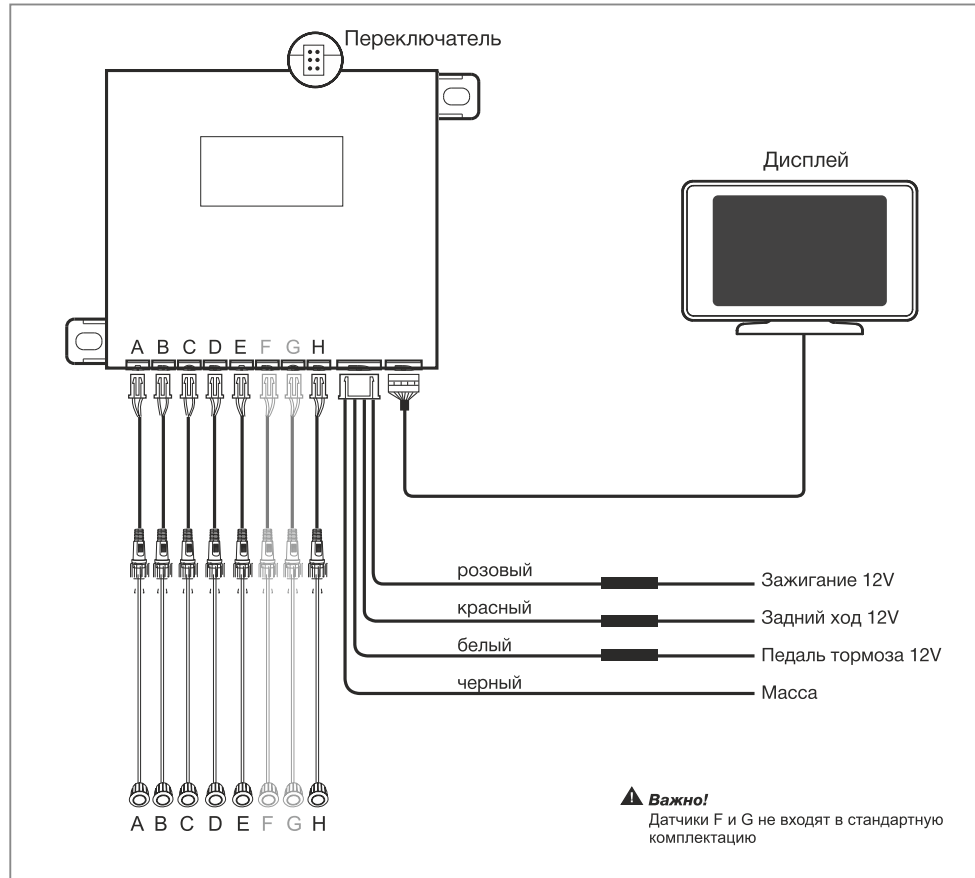 Переключатель
Дисплей
A B C D E F G H
розовый
Зажигание 12V
красный
Задний ход 12V
белый
Педаль тормоза 12V
черный
Масса
A B C D E F G H
Важно!
Датчики F и G не входят в стандартную
комплектацию